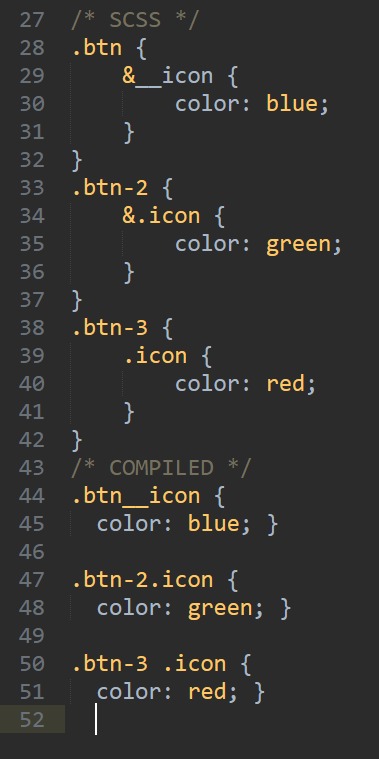 27 /* SCSS */
28 .btn {
29     &__icon {
30         color: blue;
31     }
32 }
33 .btn-2 {
34     &.icon {
35         color: green;
36     }
37 }
38 .btn-3 {
39     .icon {
40         color: red;
41     }
42 }
43 /* COMPILED */
44 .btn__icon {
45   color: blue; }
46
47 .btn-2.icon {
48   color: green; }
49
50 .btn-3 .icon {
51   color: red; }
52